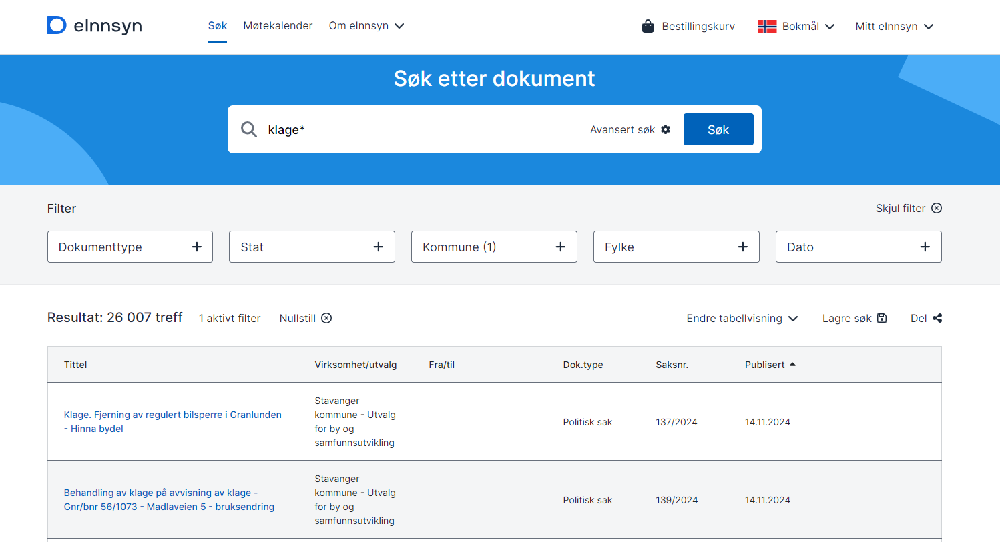 eInnsyn
Søk Møtekalender Om eInnsyn Bestillingskurv Bokmål Mitt eInnsyn
Søk etter dokument
klage* Avansert søk Søk
Filter Skjul filter
Dokumenttype Stat Kommune (1) Fylke Dato
Resultat: 26 007 treff 1 aktivt filter Nullstill Endre tabellvisning Lagre søk Del
Tittel Virksomhet/utvalg Fra/til Dok.type Saksnr. Publisert
Klage. Fjerning av regulert bilsperre i Granlunden
- Hinna bydel
Stavanger
kommune - Utvalg
for by og
samfunnsutvikling
Politisk sak 137/2024 14.11.2024
Behandling av klage på avvisning av klage -
Gnr/bnr 56/1073 - Madlaveien 5 - bruksendring
Stavanger
kommune - Utvalg
for by og
samfunnsutvikling
Politisk sak 139/2024 14.11.2024